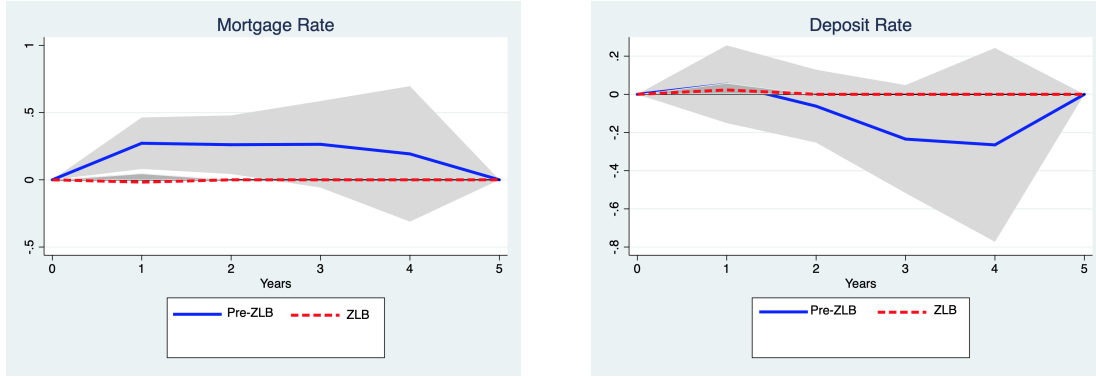 Mortgage Rate
1
.5
0
-.5
0 1 2 3 4 5
Years
Pre-ZLB ZLB
Deposit Rate
.2
0
-.2
-.4
-.6
-.8
0 1 2 3 4 5
Years
Pre-ZLB ZLB